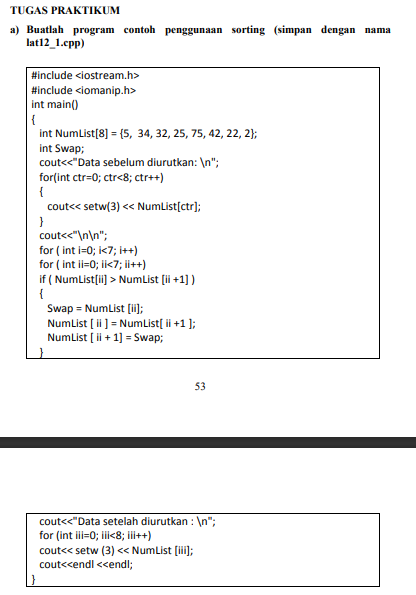 TUGAS PRAKTIKUM
a) Buatlah program contoh penggunaan sorting (simpan dengan nama
lat12_1.cpp)
#include <iostream.h>
#include <iomanip.h>
int main()
{
int NumList[8] = {5, 34, 32, 25, 75, 42, 22, 2};
int Swap;
cout<<"Data sebelum diurutkan: \n";
for(int ctr=0; ctr<8; ctr++)
{
cout<< setw(3) << NumList[ctr];
}
cout<<"\n\n";
for ( int i=0; i<7; i++)
for ( int ii=0; ii<7; ii++)
if ( NumList[ii] > NumList [ii +1] )
{
Swap = NumList [ii];
NumList [ ii ] = NumList[ ii +1 ];
NumList [ ii + 1] = Swap;
}
53
cout<<"Data setelah diurutkan : \n";
for (int iii=0; iii<8; iii++)
cout<< setw (3) << NumList [iii];
cout<<endl <<endl;
}